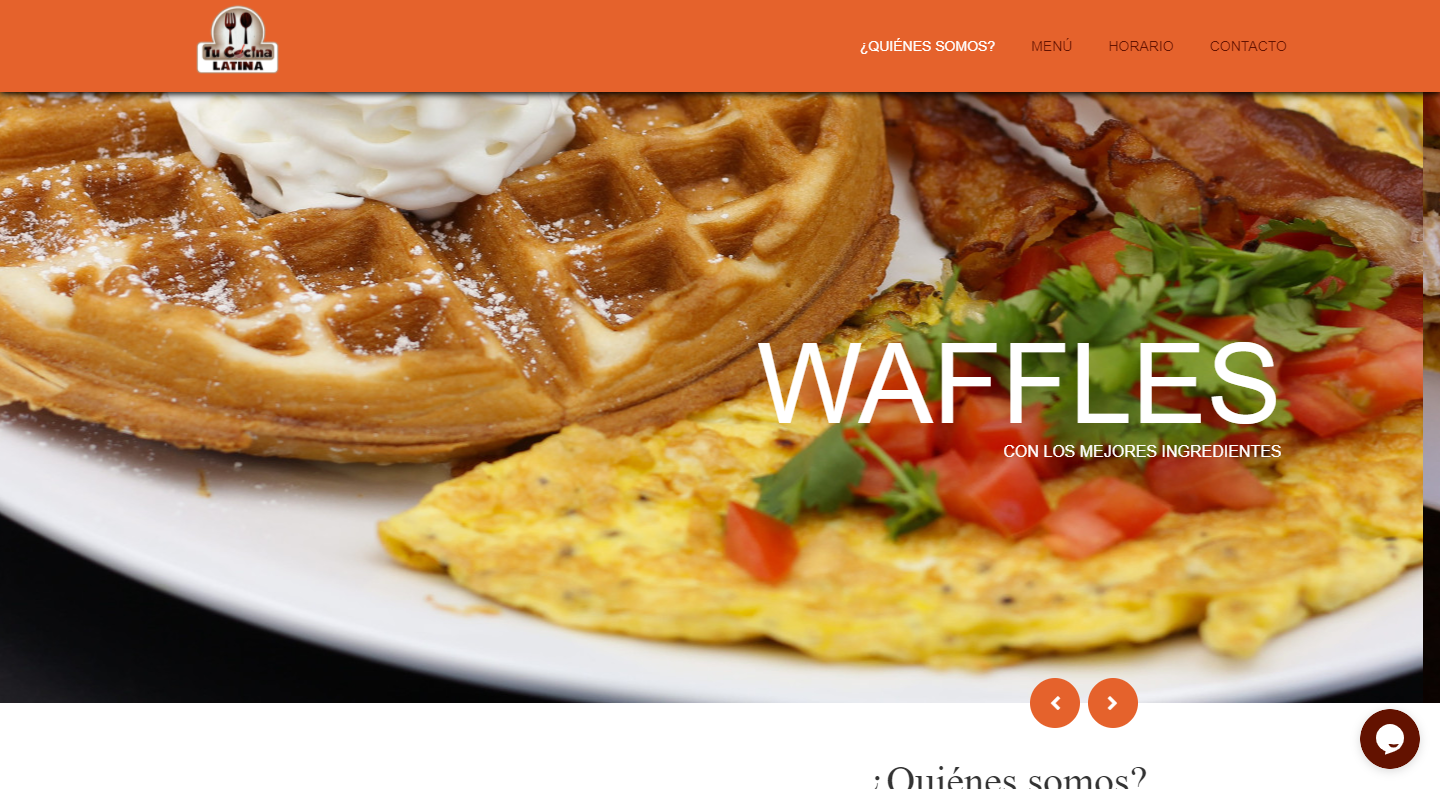 Tu Cocina
LATINA
¿QUIÉNES SOMOS?
MENÚ
HORARIO
CONTACTO
WAFFLES
CON LOS MEJORES INGREDIENTES
¿Quiénes somos?